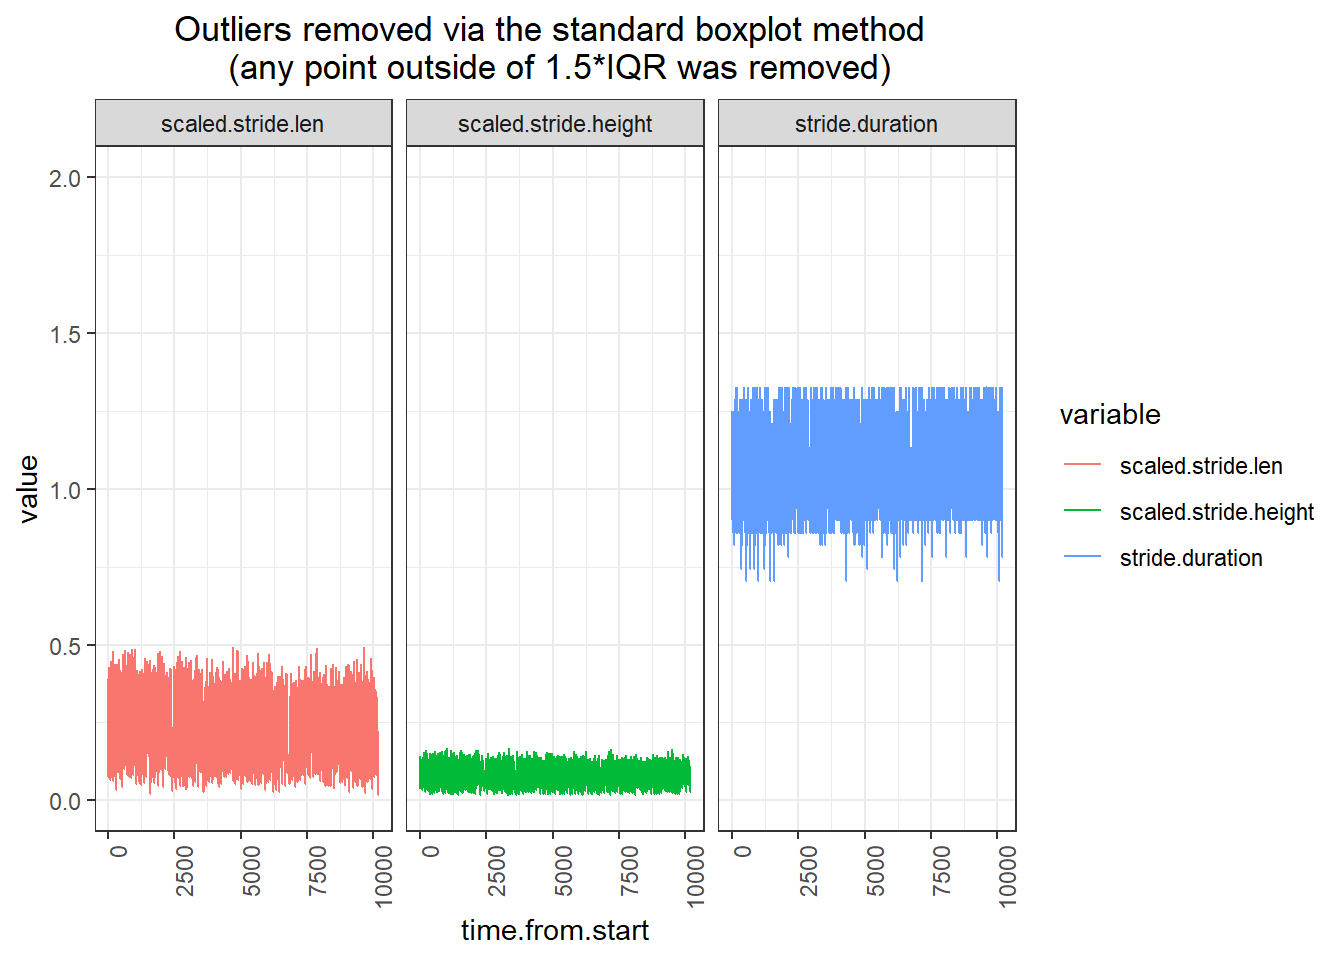 Outliers removed via the standard boxplot method
(any point outside of 1.5*IQR was removed)
scaled.stride.len scaled.stride.height stride.duration
2.0
1.5
1.0
0.5
0.0
value
0 2500 5000 7500 10000 0 2500 5000 7500 10000 0 2500 5000 7500 10000
time.from.start
variable
scaled.stride.len
scaled.stride.height
stride.duration